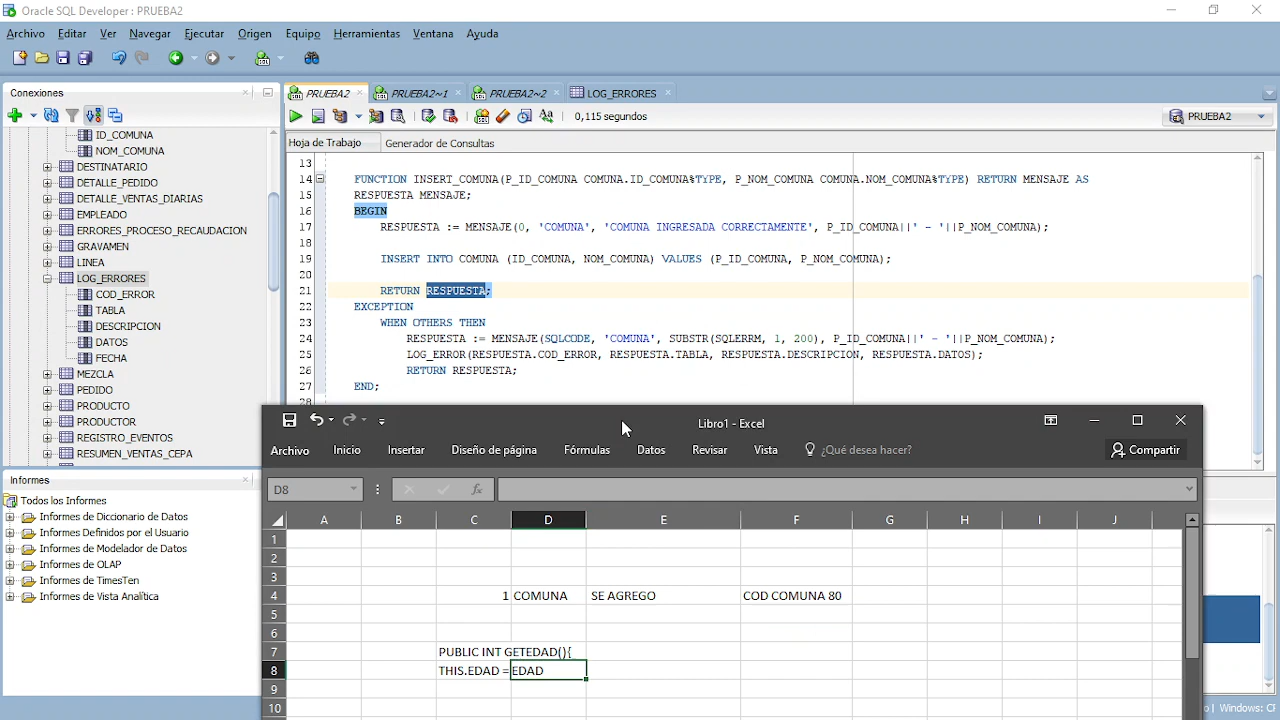 Oracle SQL Developer : PRUEBA2
Archivo Editar Ver Navegar Ejecutar Origen Equipo Herramientas Ventana Ayuda
Conexiones
PRUEBA2 PRUEBA2~1 PRUEBA2~2 LOG_ERRORES
0,115 segundos
PRUEBA2
Hoja de Trabajo Generador de Consultas
ID_COMUNA
NOM_COMUNA
DESTINATARIO
DETALLE_PEDIDO
DETALLE_VENTAS_DIARIAS
EMPLEADO
ERRORES_PROCESO_RECAUDACION
GRAVAMEN
LINEA
LOG_ERRORES
COD_ERROR
TABLA
DESCRIPCION
DATOS
FECHA
MEZCLA
PEDIDO
PRODUCTO
PRODUCTOR
REGISTRO_EVENTOS
RESUMEN_VENTAS_CEPA
13
14 FUNCTION INSERT_COMUNA(P_ID_COMUNA COMUNA.ID_COMUNA%TYPE, P_NOM_COMUNA COMUNA.NOM_COMUNA%TYPE) RETURN MENSAJE AS
15 RESPUESTA MENSAJE;
16 BEGIN
17 RESPUESTA := MENSAJE(0, 'COMUNA', 'COMUNA INGRESADA CORRECTAMENTE', P_ID_COMUNA||' - '||P_NOM_COMUNA);
18
19 INSERT INTO COMUNA (ID_COMUNA, NOM_COMUNA) VALUES (P_ID_COMUNA, P_NOM_COMUNA);
20
21 RETURN RESPUESTA;
22 EXCEPTION
23 WHEN OTHERS THEN
24 RESPUESTA := MENSAJE(SQLCODE, 'COMUNA', SUBSTR(SQLERRM, 1, 200), P_ID_COMUNA||' - '||P_NOM_COMUNA);
25 LOG_ERROR(RESPUESTA.COD_ERROR, RESPUESTA.TABLA, RESPUESTA.DESCRIPCION, RESPUESTA.DATOS);
26 RETURN RESPUESTA;
27 END;
28
Informes
Todos los Informes
Informes de Diccionario de Datos
Informes Definidos por el Usuario
Informes de Modelador de Datos
Informes de OLAP
Informes de TimesTen
Informes de Vista Analítica
Libro1 - Excel
Archivo Inicio Insertar Diseño de página Fórmulas Datos Revisar Vista ¿Qué desea hacer? Compartir
D8 fx
A B C D E F G H I J
1
2
3
4 1 COMUNA SE AGREGO COD COMUNA 80
5
6
7 PUBLIC INT GETEDAD(){
8 THIS.EDAD = EDAD
9
10
Windows: CR